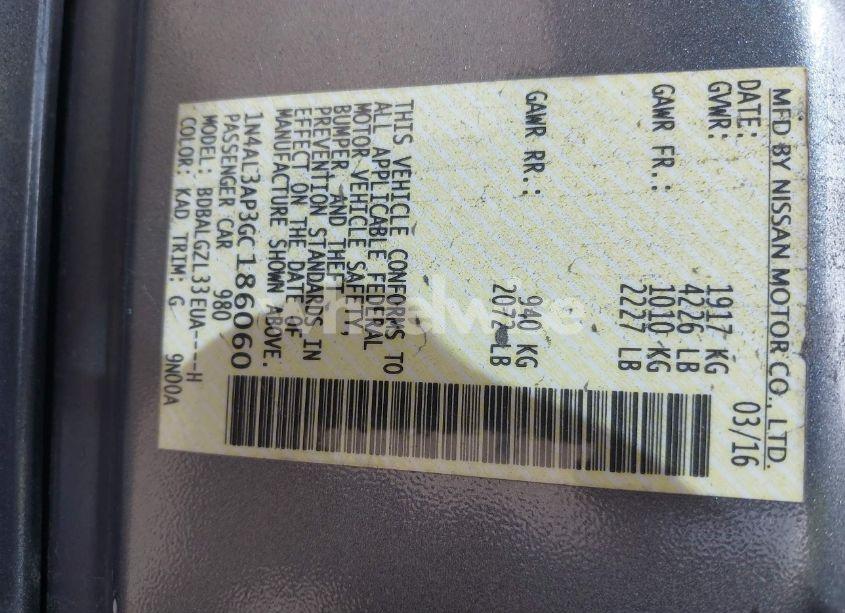 MFD BY NISSAN MOTOR CO., LTD.
DATE: 03/16
GVWR: 1917 KG
4226 LB
GAWR FR.: 1010 KG
2227 LB
GAWR RR.: 940 KG
2072 LB
THIS VEHICLE CONFORMS TO
ALL APPLICABLE FEDERAL
MOTOR VEHICLE SAFETY,
BUMPER, AND THEFT
PREVENTION STANDARDS IN
EFFECT ON THE DATE OF
MANUFACTURE SHOWN ABOVE.
1N4AL3AP3GC186060
PASSENGER CAR 980
MODEL: BDBALGZL33EUA----H
COLOR: KAD TRIM: G 9N00A